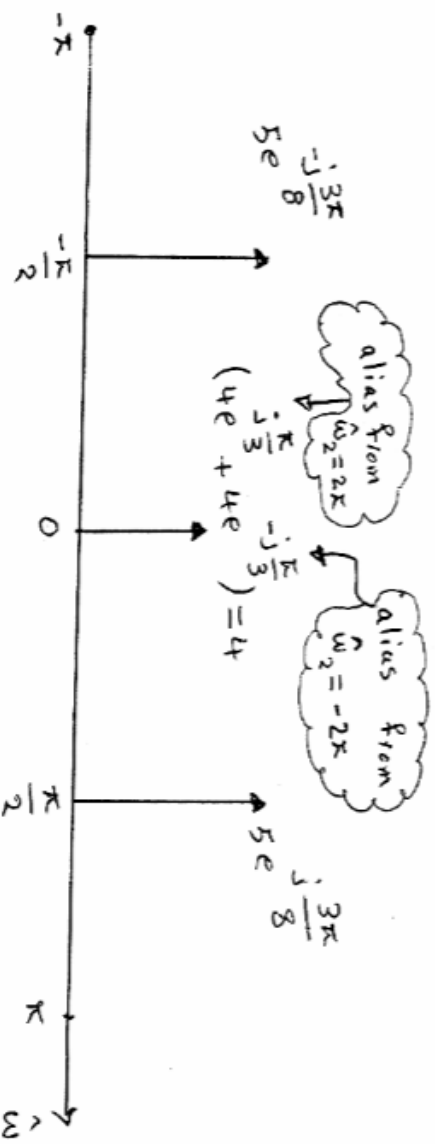 alias from
ω̂₂ = 2π
alias from
ω̂₂ = -2π
5e^{-j3π/8}
(4e^{jπ/3} + 4e^{-jπ/3}) = 4
5e^{j3π/8}
-π
-π/2
0
π/2
π
ω̂